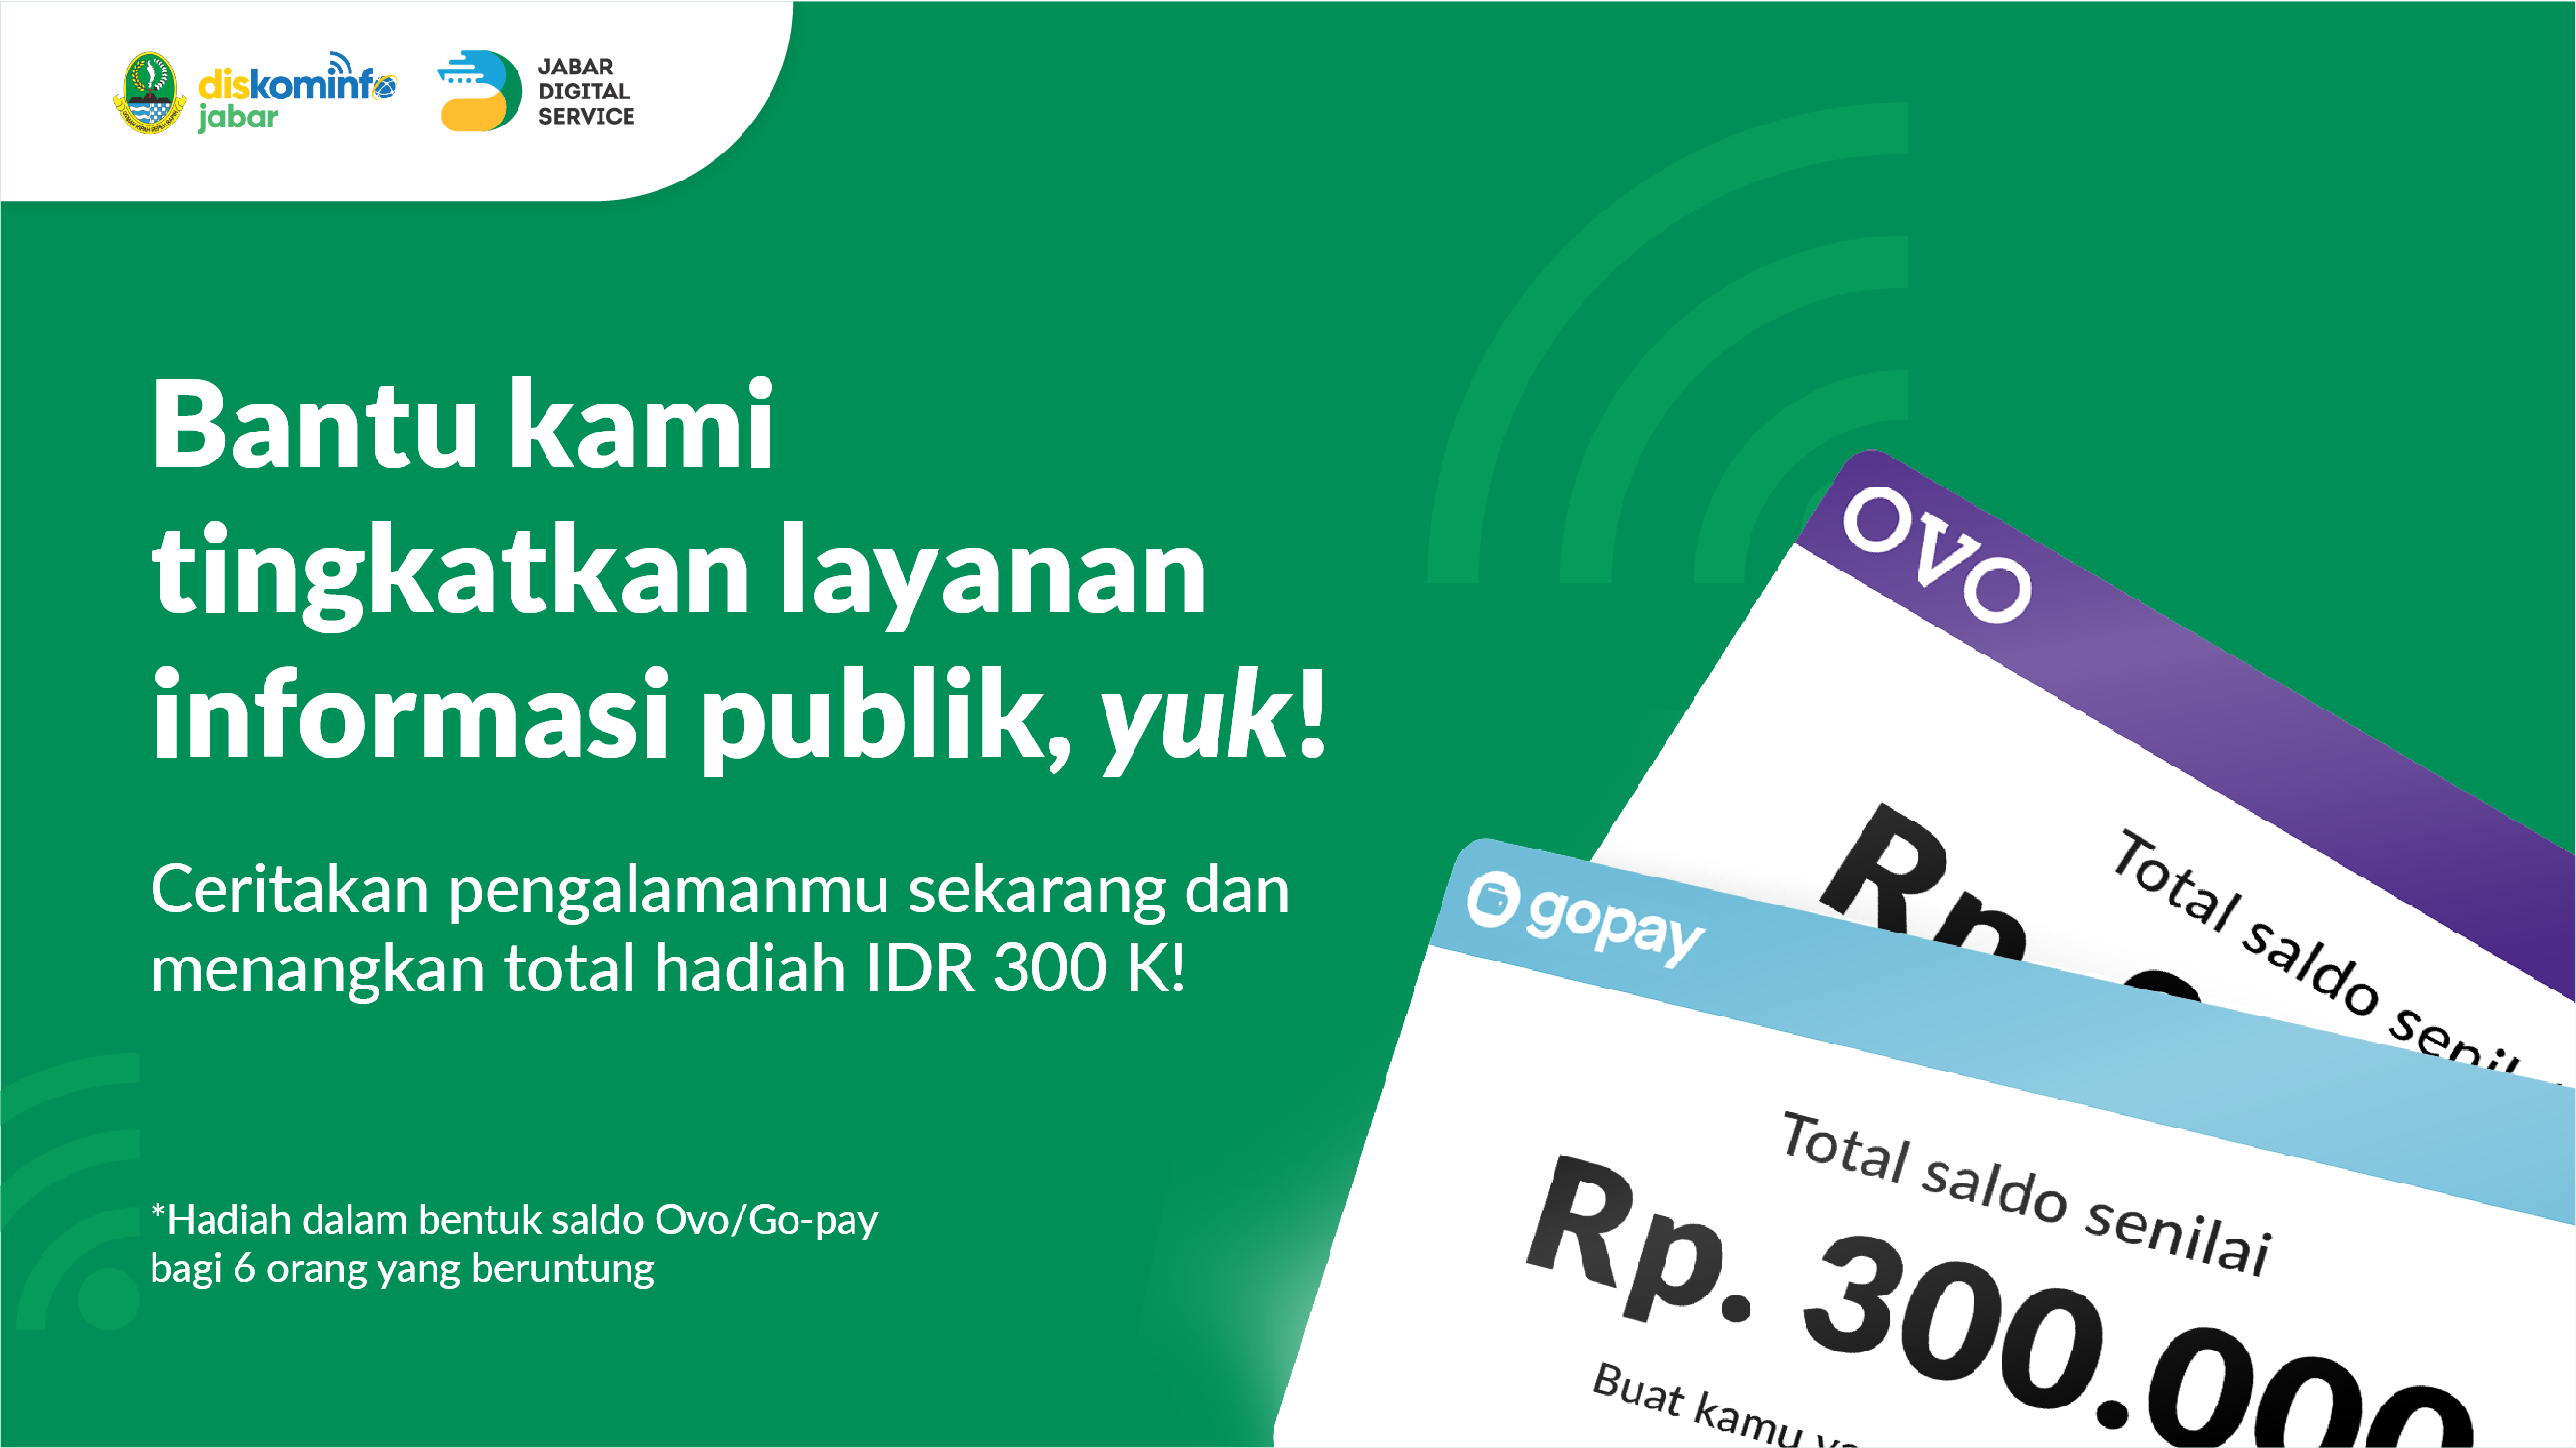 diskominfo
jabar
JABAR
DIGITAL
SERVICE
Bantu kami
tingkatkan layanan
informasi publik, yuk!
Ceritakan pengalamanmu sekarang dan
menangkan total hadiah IDR 300 K!
*Hadiah dalam bentuk saldo Ovo/Go-pay
bagi 6 orang yang beruntung
OVO
Total saldo
Rp
gopay
Total saldo senilai
Rp. 300.000
Buat kamu